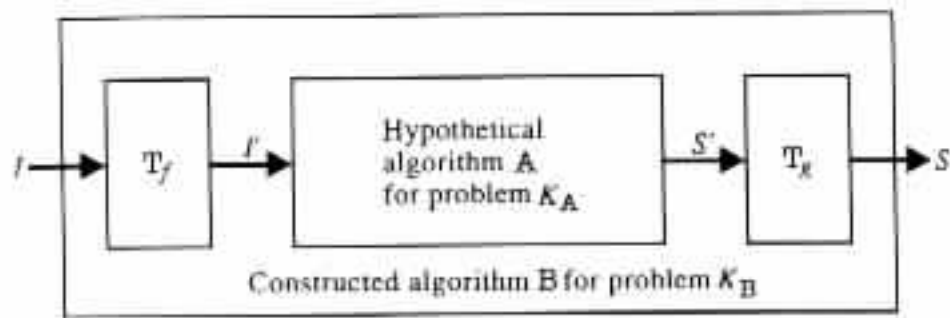 I
T_f
I'
Hypothetical
algorithm A
for problem K_A
S'
T_g
S
Constructed algorithm B for problem K_B